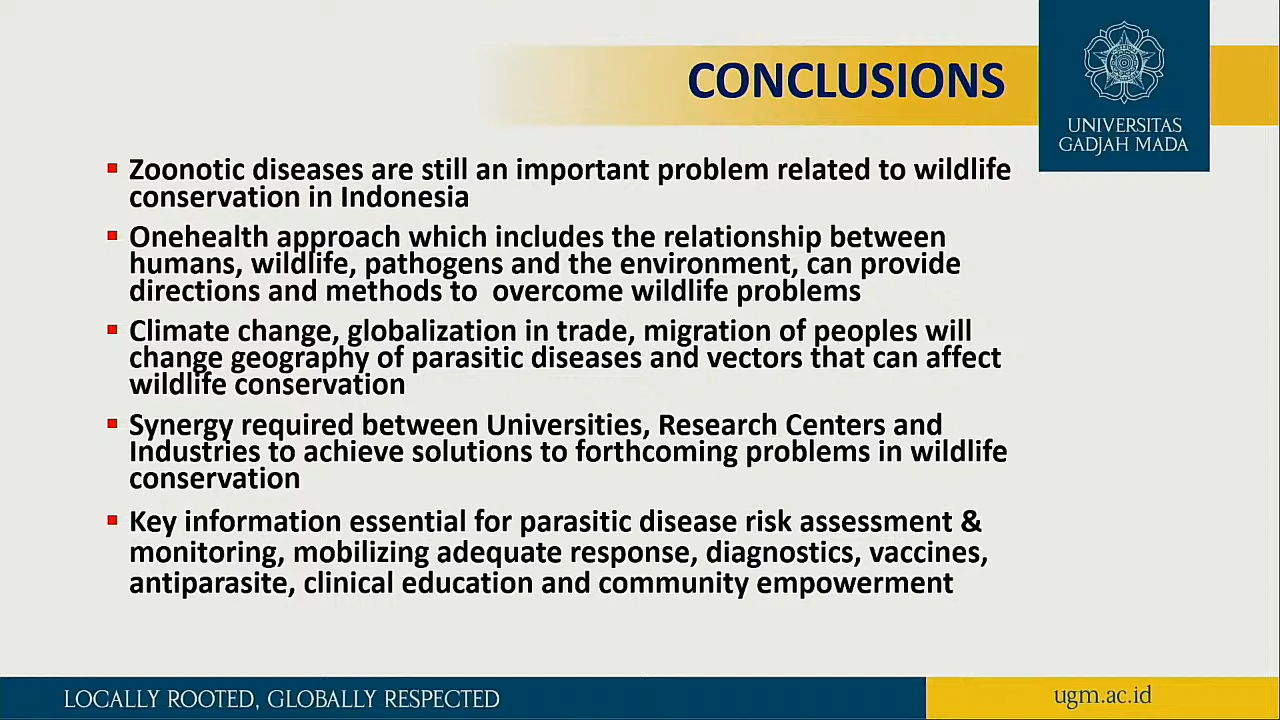 CONCLUSIONS
UNIVERSITAS
GADJAH MADA
Zoonotic diseases are still an important problem related to wildlife
conservation in Indonesia
Onehealth approach which includes the relationship between
humans, wildlife, pathogens and the environment, can provide
directions and methods to overcome wildlife problems
Climate change, globalization in trade, migration of peoples will
change geography of parasitic diseases and vectors that can affect
wildlife conservation
Synergy required between Universities, Research Centers and
Industries to achieve solutions to forthcoming problems in wildlife
conservation
Key information essential for parasitic disease risk assessment &
monitoring, mobilizing adequate response, diagnostics, vaccines,
antiparasite, clinical education and community empowerment
LOCALLY ROOTED, GLOBALLY RESPECTED
ugm.ac.id